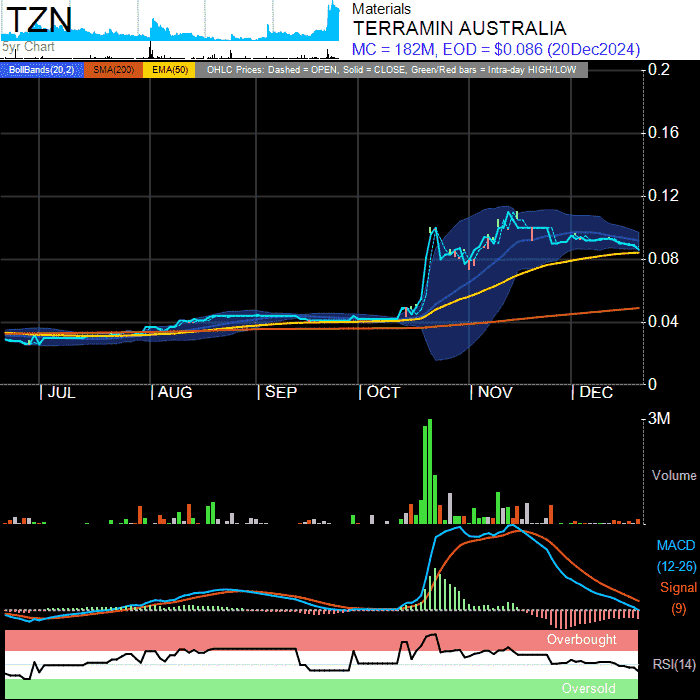 TZN
5yr Chart
Materials
TERRAMIN AUSTRALIA
MC = 182M, EOD = $0.086 (20Dec2024)
BollBands(20,2) SMA(200) EMA(50) OHLC Prices: Dashed = OPEN, Solid = CLOSE, Green/Red bars = Intra-day HIGH/LOW
0.2
0.16
0.12
0.08
0.04
0
JUL AUG SEP OCT NOV DEC
3M
Volume
MACD
(12-26)
Signal
(9)
Overbought
RSI(14)
Oversold